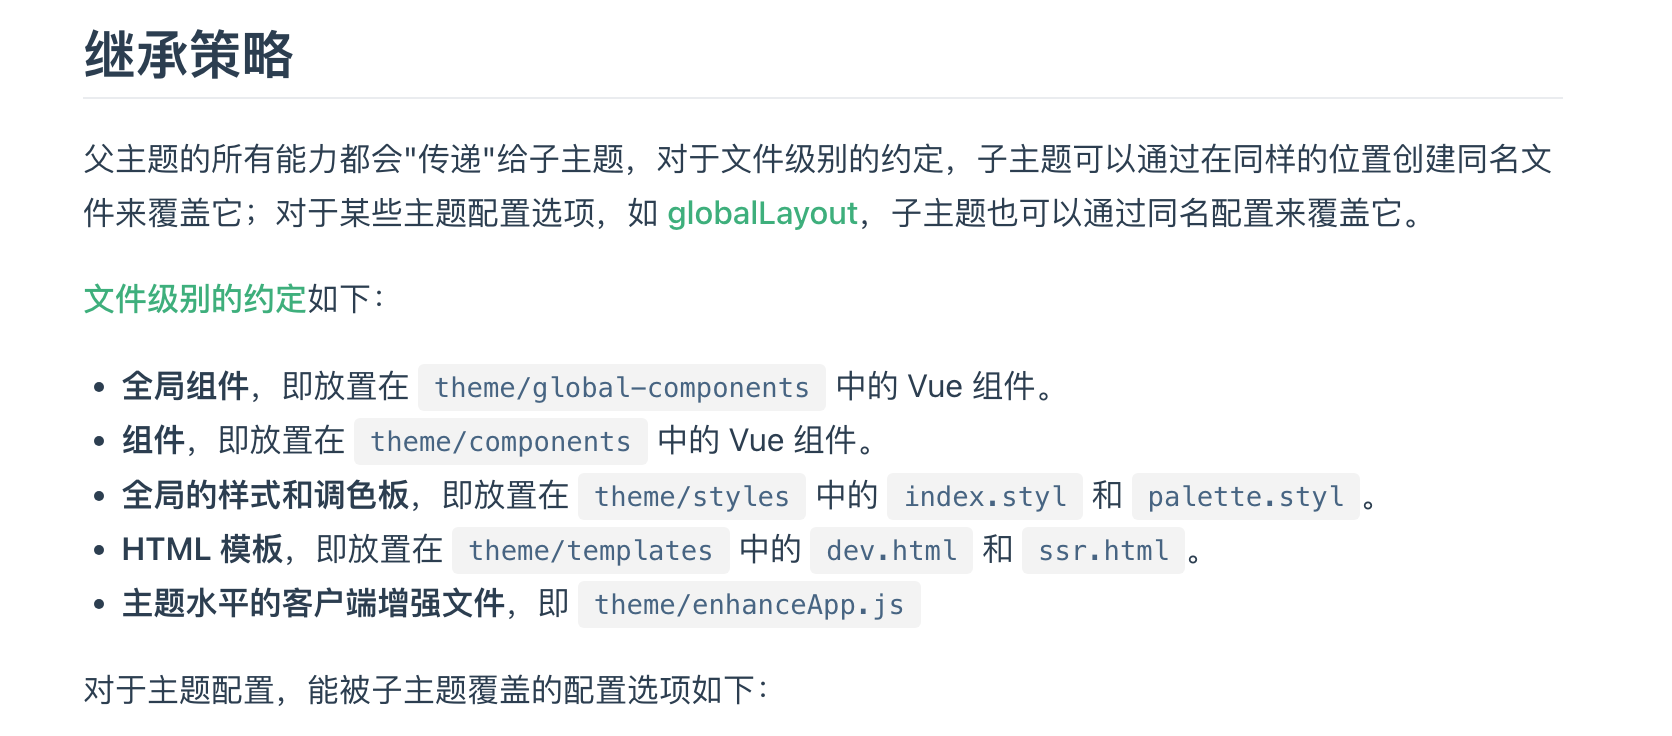 继承策略
父主题的所有能力都会"传递"给子主题，对于文件级别的约定，子主题可以通过在同样的位置创建同名文
件来覆盖它；对于某些主题配置选项，如 globalLayout，子主题也可以通过同名配置来覆盖它。
文件级别的约定如下：
• 全局组件，即放置在 theme/global-components 中的 Vue 组件。
• 组件，即放置在 theme/components 中的 Vue 组件。
• 全局的样式和调色板，即放置在 theme/styles 中的 index.styl 和 palette.styl 。
• HTML 模板，即放置在 theme/templates 中的 dev.html 和 ssr.html 。
• 主题水平的客户端增强文件，即 theme/enhanceApp.js
对于主题配置，能被子主题覆盖的配置选项如下：